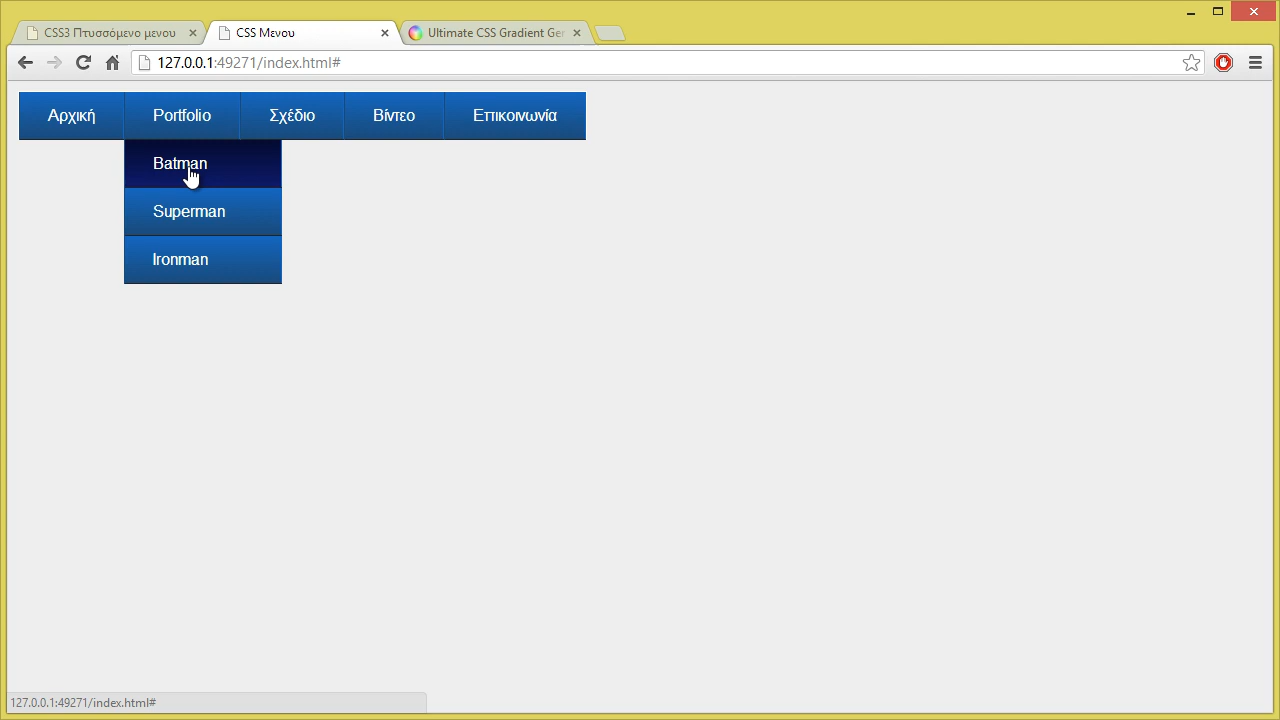 CSS3 Πτυσσόμενο μενου
CSS Μενου
Ultimate CSS Gradient Ger
127.0.0.1:49271/index.html#
Αρχική
Portfolio
Σχέδιο
Βίντεο
Επικοινωνία
Batman
Superman
Ironman
127.0.0.1:49271/index.html#